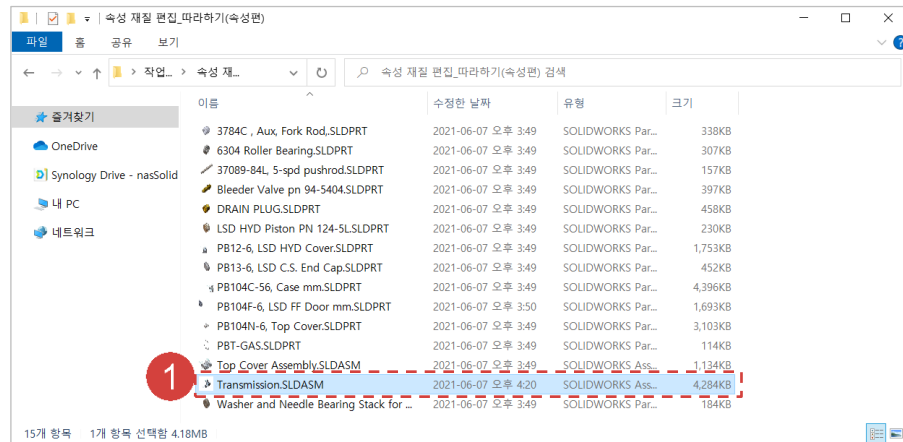 속성 재질 편집_따라하기(속성편)
파일 홈 공유 보기
작업... 속성 재... 속성 재질 편집_따라하기(속성편) 검색
이름 수정한 날짜 유형 크기
즐겨찾기
OneDrive
Synology Drive - nasSolid
내 PC
네트워크
3784C , Aux, Fork Rod,.SLDPRT 2021-06-07 오후 3:49 SOLIDWORKS Par... 338KB
6304 Roller Bearing.SLDPRT 2021-06-07 오후 3:49 SOLIDWORKS Par... 307KB
37089-84L, 5-spd pushrod.SLDPRT 2021-06-07 오후 3:49 SOLIDWORKS Par... 157KB
Bleeder Valve pn 94-5404.SLDPRT 2021-06-07 오후 3:49 SOLIDWORKS Par... 397KB
DRAIN PLUG.SLDPRT 2021-06-07 오후 3:49 SOLIDWORKS Par... 458KB
LSD HYD Piston PN 124-5L.SLDPRT 2021-06-07 오후 3:49 SOLIDWORKS Par... 230KB
PB12-6, LSD HYD Cover.SLDPRT 2021-06-07 오후 3:49 SOLIDWORKS Par... 1,753KB
PB13-6, LSD C.S. End Cap.SLDPRT 2021-06-07 오후 3:49 SOLIDWORKS Par... 452KB
PB104C-56, Case mm.SLDPRT 2021-06-07 오후 3:49 SOLIDWORKS Par... 4,396KB
PB104F-6, LSD FF Door mm.SLDPRT 2021-06-07 오후 3:50 SOLIDWORKS Par... 1,693KB
PB104N-6, Top Cover.SLDPRT 2021-06-07 오후 3:49 SOLIDWORKS Par... 3,103KB
PBT-GAS.SLDPRT 2021-06-07 오후 3:49 SOLIDWORKS Par... 114KB
Top Cover Assembly.SLDASM 2021-06-07 오후 3:49 SOLIDWORKS Ass... 1,134KB
1 Transmission.SLDASM 2021-06-07 오후 4:20 SOLIDWORKS Ass... 4,284KB
Washer and Needle Bearing Stack for ... 2021-06-07 오후 3:49 SOLIDWORKS Par... 184KB
15개 항목 1개 항목 선택함 4.18MB